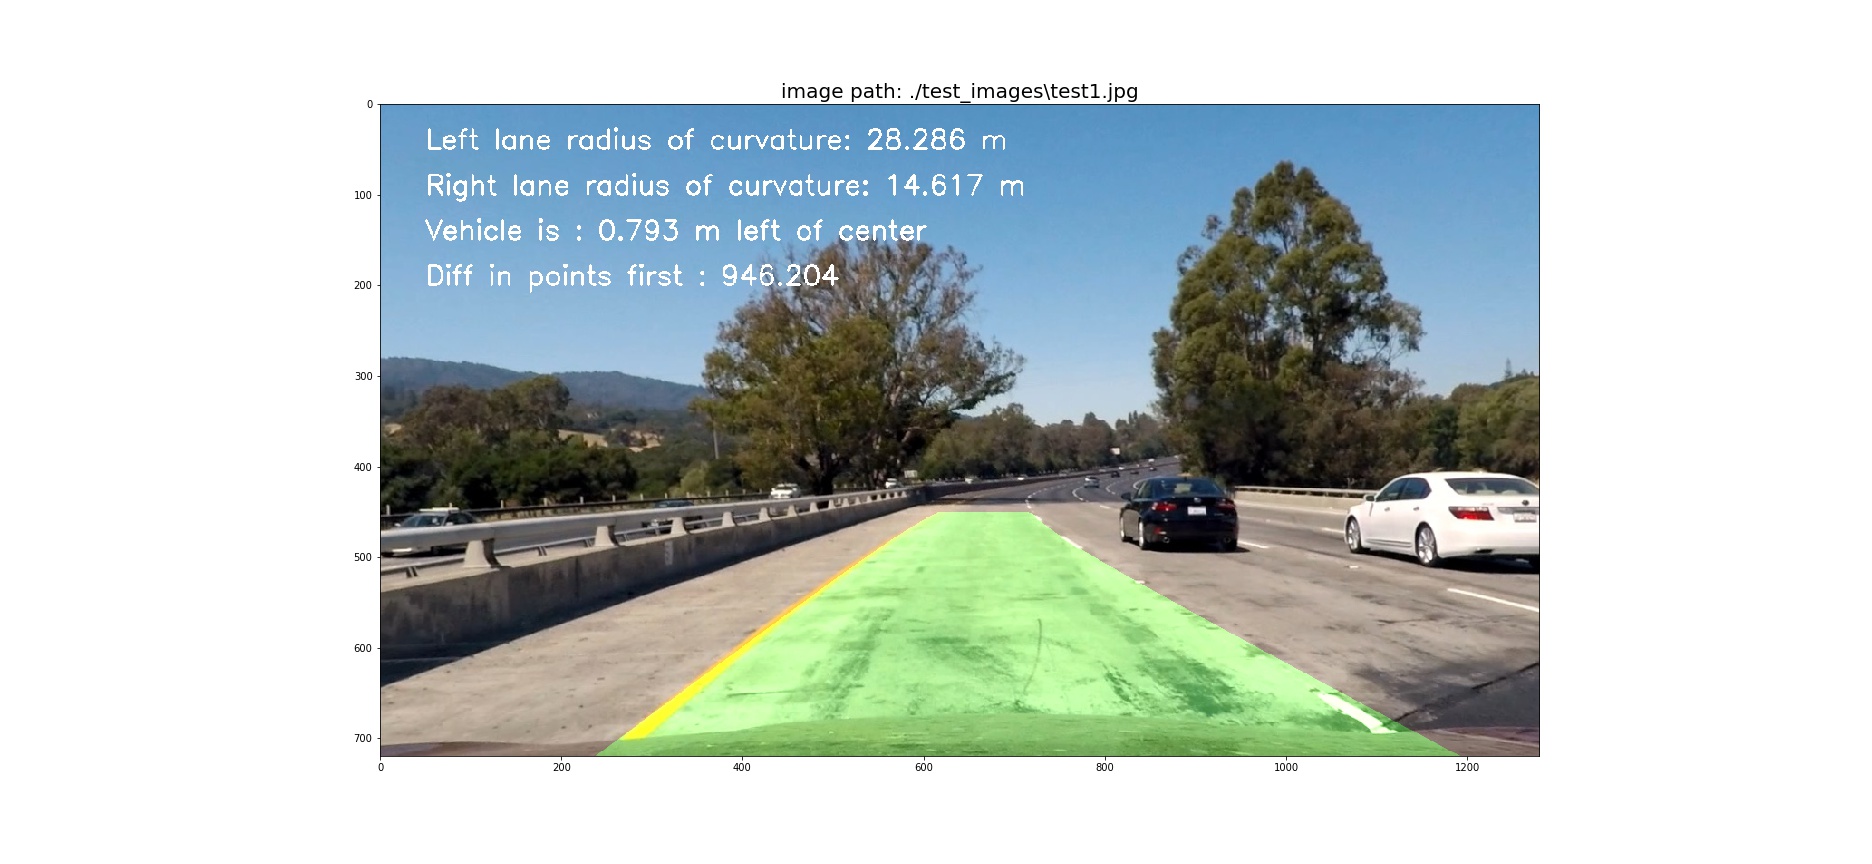 image path: ./test_images\test1.jpg
Left lane radius of curvature: 28.286 m
Right lane radius of curvature: 14.617 m
Vehicle is : 0.793 m left of center
Diff in points first : 946.204
0
100
200
300
400
500
600
700
0 200 400 600 800 1000 1200